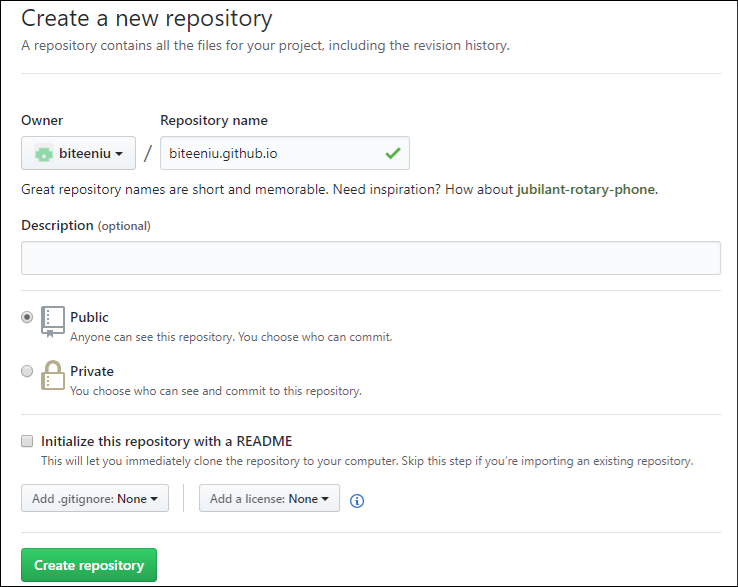 Create a new repository
A repository contains all the files for your project, including the revision history.
Owner
Repository name
biteeniu
/
biteeniu.github.io
Great repository names are short and memorable. Need inspiration? How about jubilant-rotary-phone.
Description (optional)
Public
Anyone can see this repository. You choose who can commit.
Private
You choose who can see and commit to this repository.
Initialize this repository with a README
This will let you immediately clone the repository to your computer. Skip this step if you’re importing an existing repository.
Add .gitignore: None
Add a license: None
Create repository